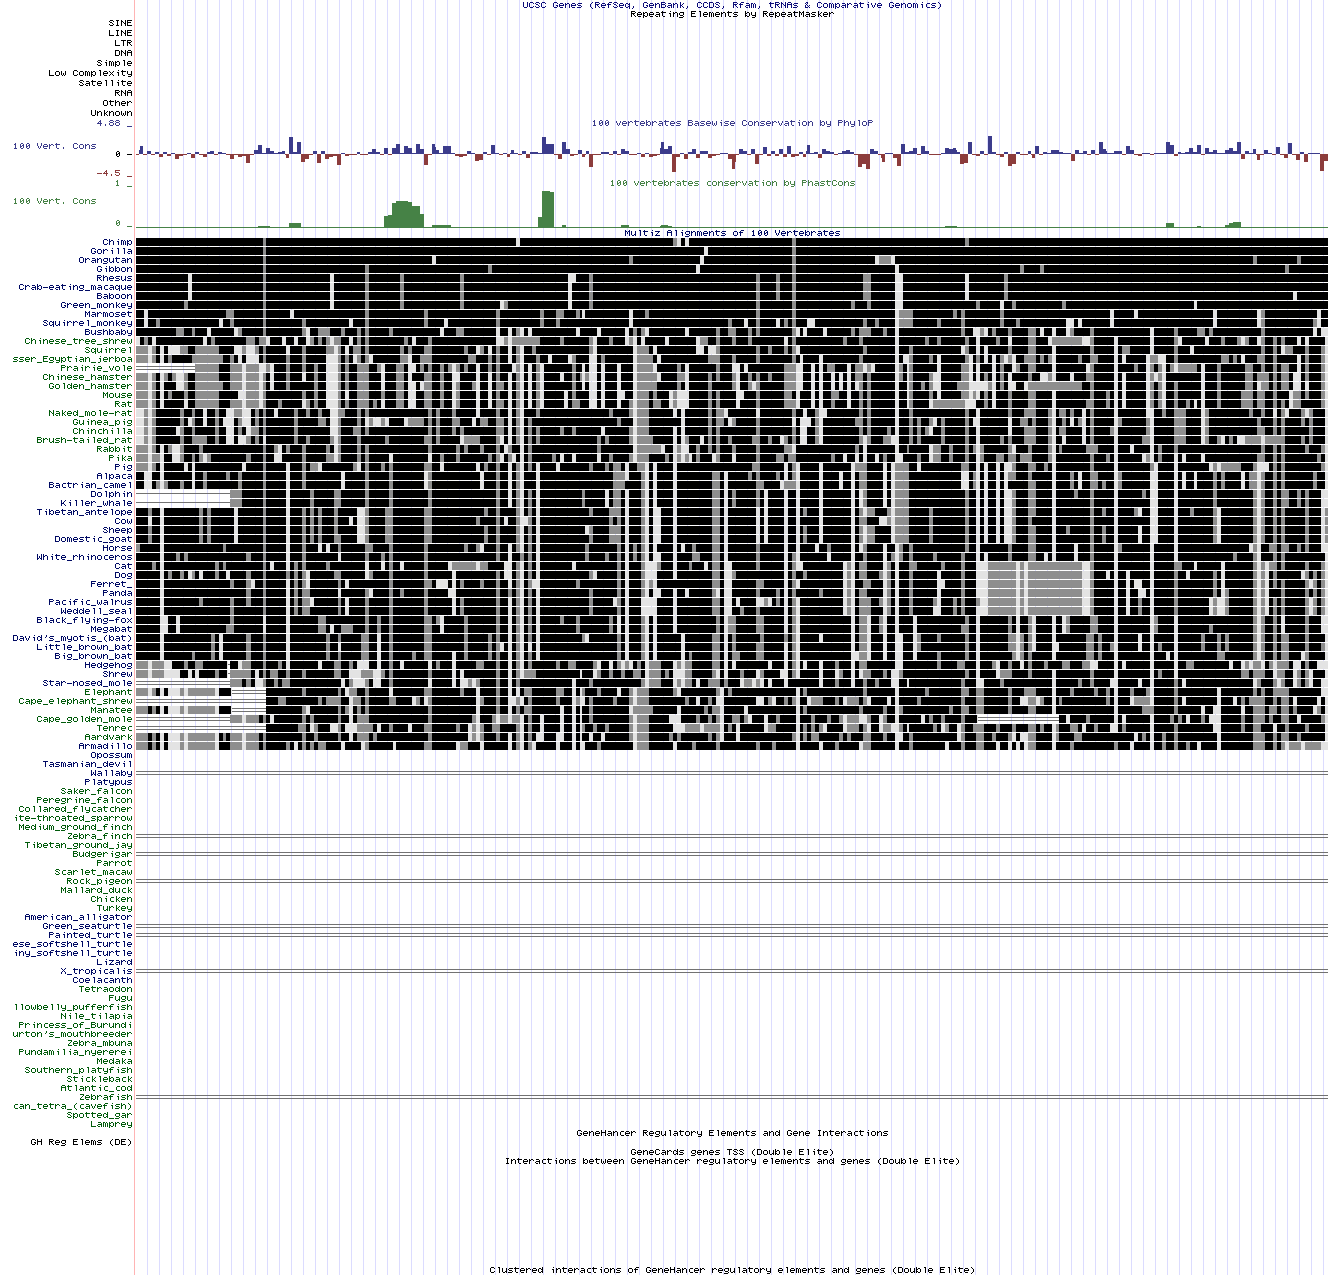 UCSC Genes (RefSeq, GenBank, CCDS, Rfam, tRNAs & Comparative Genomics)
Repeating Elements by RepeatMasker
SINE
LINE
LTR
DNA
Simple
Low Complexity
Satellite
RNA
Other
Unknown
100 vertebrates Basewise Conservation by PhyloP
4.88 _
100 Vert. Cons
0 _
-4.5 _
100 vertebrates conservation by PhastCons
1 _
100 Vert. Cons
0 _
Multiz Alignments of 100 Vertebrates
Chimp
Gorilla
Orangutan
Gibbon
Rhesus
Crab-eating_macaque
Baboon
Green_monkey
Marmoset
Squirrel_monkey
Bushbaby
Chinese_tree_shrew
Squirrel
sser_Egyptian_jerboa
Prairie_vole
Chinese_hamster
Golden_hamster
Mouse
Rat
Naked_mole-rat
Guinea_pig
Chinchilla
Brush-tailed_rat
Rabbit
Pika
Pig
Alpaca
Bactrian_camel
Dolphin
Killer_whale
Tibetan_antelope
Cow
Sheep
Domestic_goat
Horse
White_rhinoceros
Cat
Dog
Ferret_
Panda
Pacific_walrus
Weddell_seal
Black_flying-fox
Megabat
David's_myotis_(bat)
Little_brown_bat
Big_brown_bat
Hedgehog
Shrew
Star-nosed_mole
Elephant
Cape_elephant_shrew
Manatee
Cape_golden_mole
Tenrec
Aardvark
Armadillo
Opossum
Tasmanian_devil
Wallaby
Platypus
Saker_falcon
Peregrine_falcon
Collared_flycatcher
ite-throated_sparrow
Medium_ground_finch
Zebra_finch
Tibetan_ground_jay
Budgerigar
Parrot
Scarlet_macaw
Rock_pigeon
Mallard_duck
Chicken
Turkey
American_alligator
Green_seaturtle
Painted_turtle
ese_softshell_turtle
iny_softshell_turtle
Lizard
X_tropicalis
Coelacanth
Tetraodon
Fugu
llowbelly_pufferfish
Nile_tilapia
Princess_of_Burundi
urton's_mouthbreeder
Zebra_mbuna
Pundamilia_nyererei
Medaka
Southern_platyfish
Stickleback
Atlantic_cod
Zebrafish
can_tetra_(cavefish)
Spotted_gar
Lamprey
GeneHancer Regulatory Elements and Gene Interactions
GH Reg Elems (DE)
GeneCards genes TSS (Double Elite)
Interactions between GeneHancer regulatory elements and genes (Double Elite)
Clustered interactions of GeneHancer regulatory elements and genes (Double Elite)